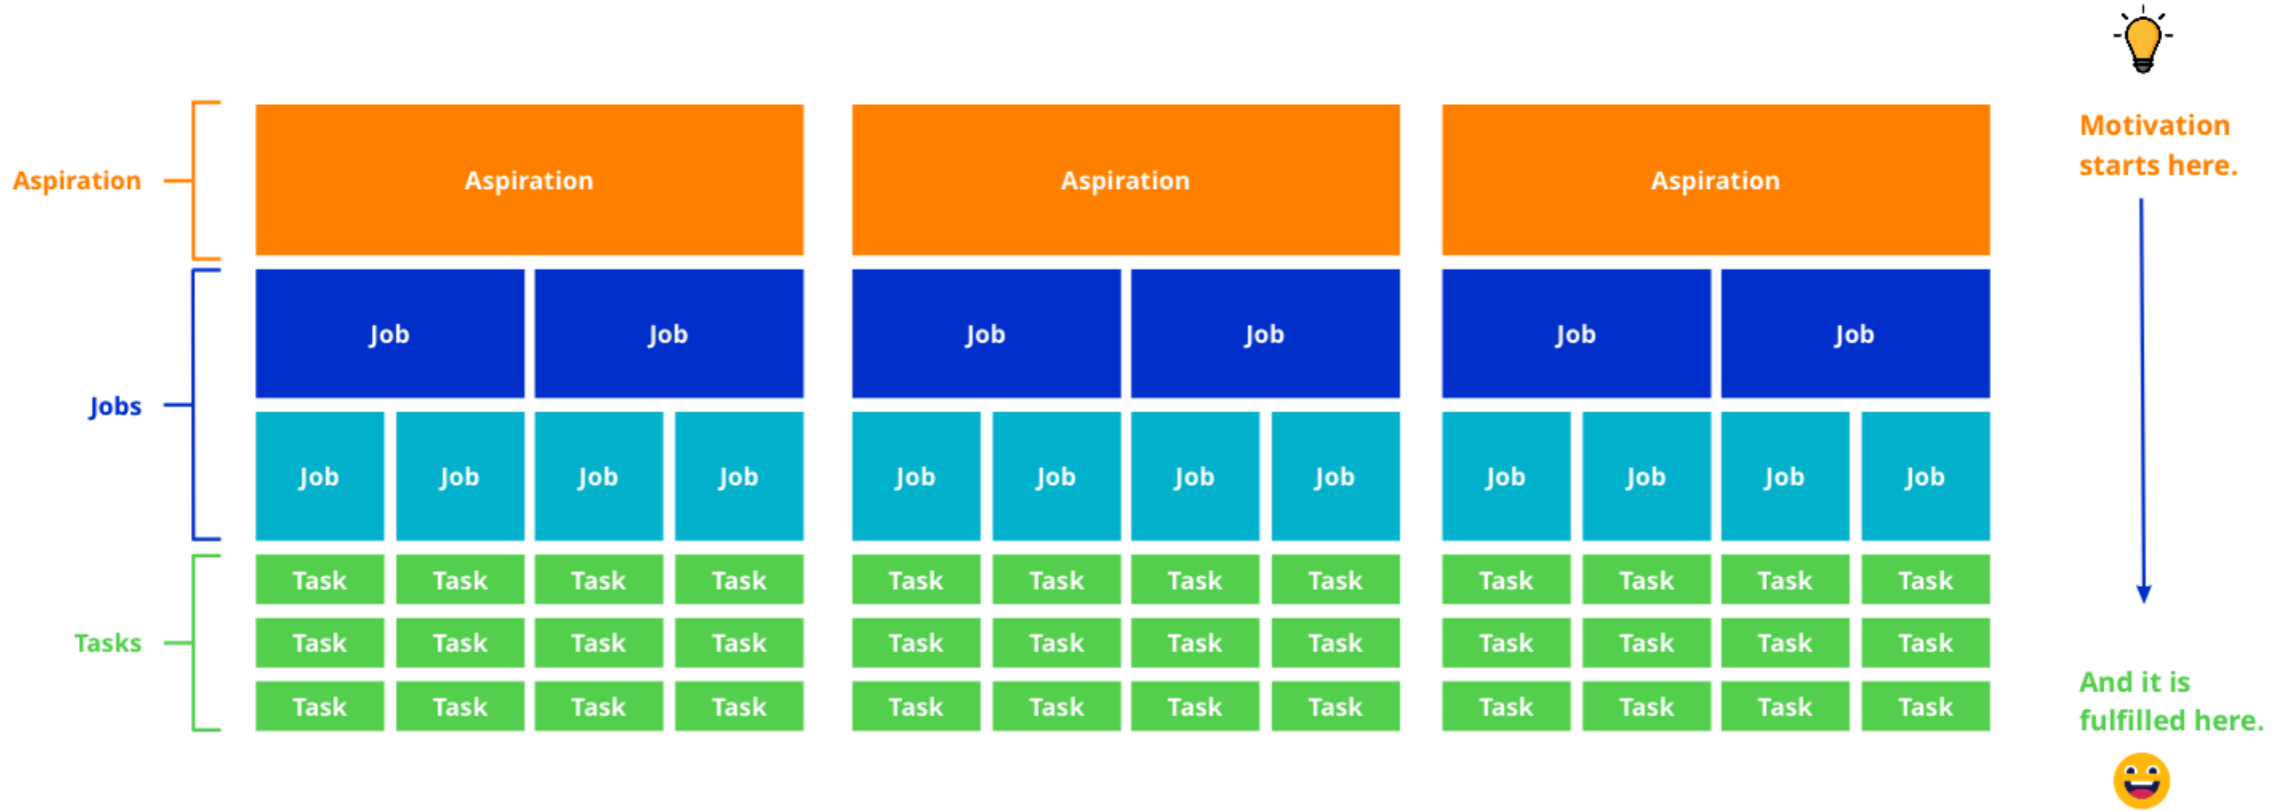 Motivation
starts here.
Aspiration
Aspiration Aspiration Aspiration
Job Job Job Job Job Job
Jobs
Job Job Job Job Job Job Job Job Job Job Job Job
Task Task Task Task Task Task Task Task Task Task Task Task
Tasks
Task Task Task Task Task Task Task Task Task Task Task Task
Task Task Task Task Task Task Task Task Task Task Task Task
And it is
fulfilled here.